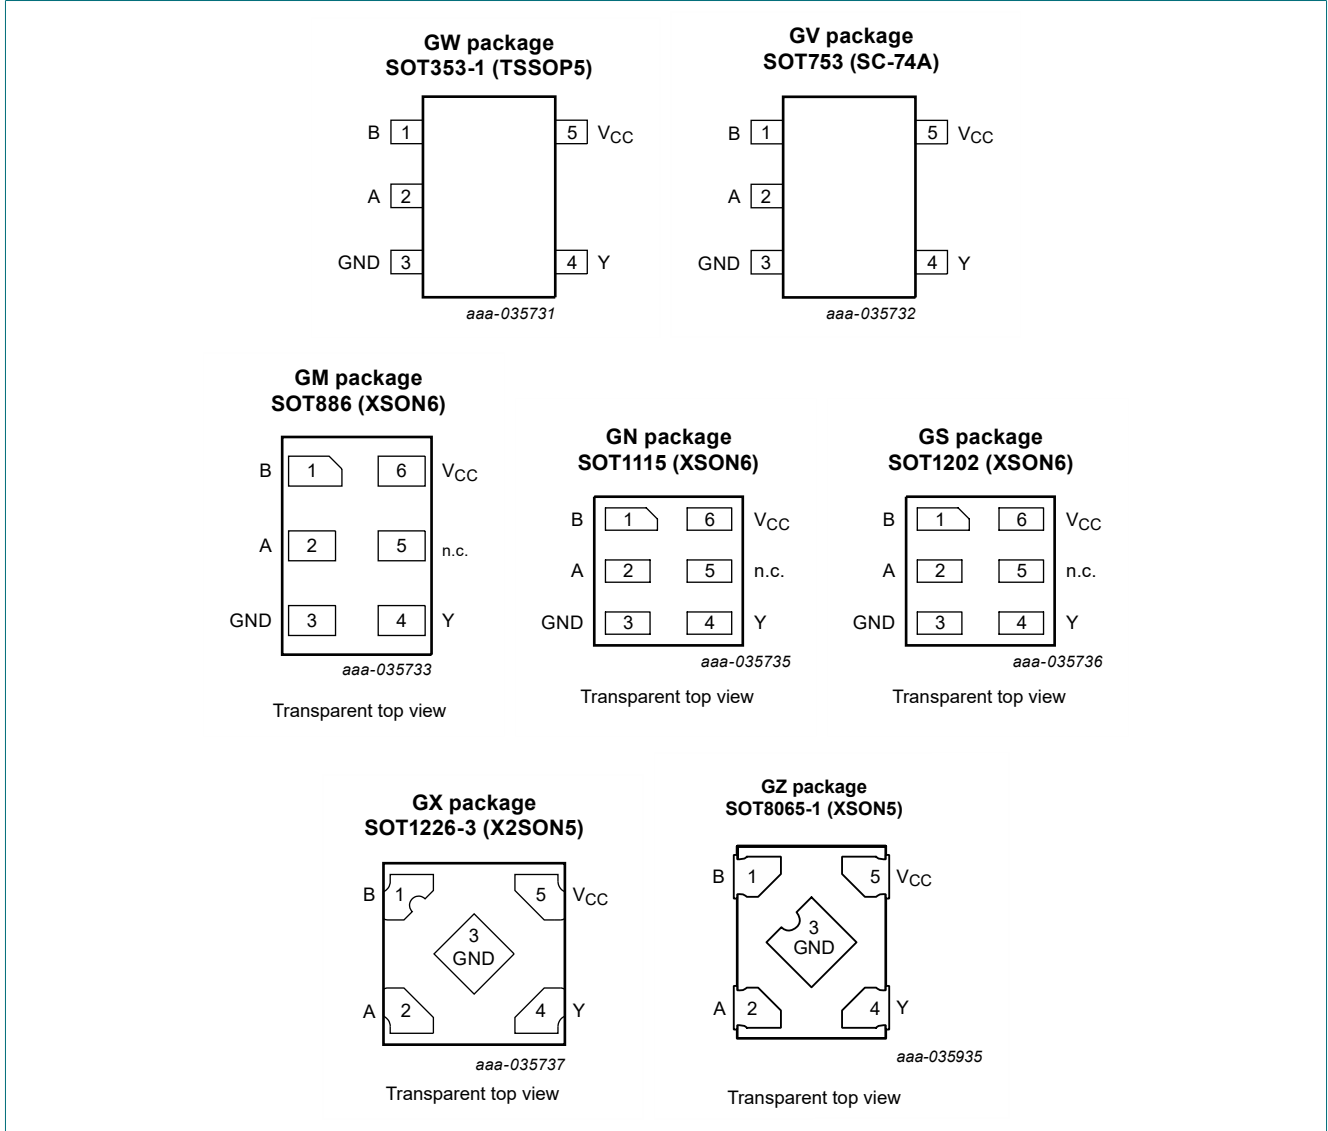 GW package
SOT353-1 (TSSOP5)
B 1 5 VCC
A 2
GND 3 4 Y
aaa-035731
GV package
SOT753 (SC-74A)
B 1 5 VCC
A 2
GND 3 4 Y
aaa-035732
GM package
SOT886 (XSON6)
B 1 6 VCC
A 2 5 n.c.
GND 3 4 Y
aaa-035733
Transparent top view
GN package
SOT1115 (XSON6)
B 1 6 VCC
A 2 5 n.c.
GND 3 4 Y
aaa-035735
Transparent top view
GS package
SOT1202 (XSON6)
B 1 6 VCC
A 2 5 n.c.
GND 3 4 Y
aaa-035736
Transparent top view
GX package
SOT1226-3 (X2SON5)
B 1 5 VCC
3
GND
A 2 4 Y
aaa-035737
Transparent top view
GZ package
SOT8065-1 (XSON5)
B 1 5 VCC
3
GND
A 2 4 Y
aaa-035935
Transparent top view